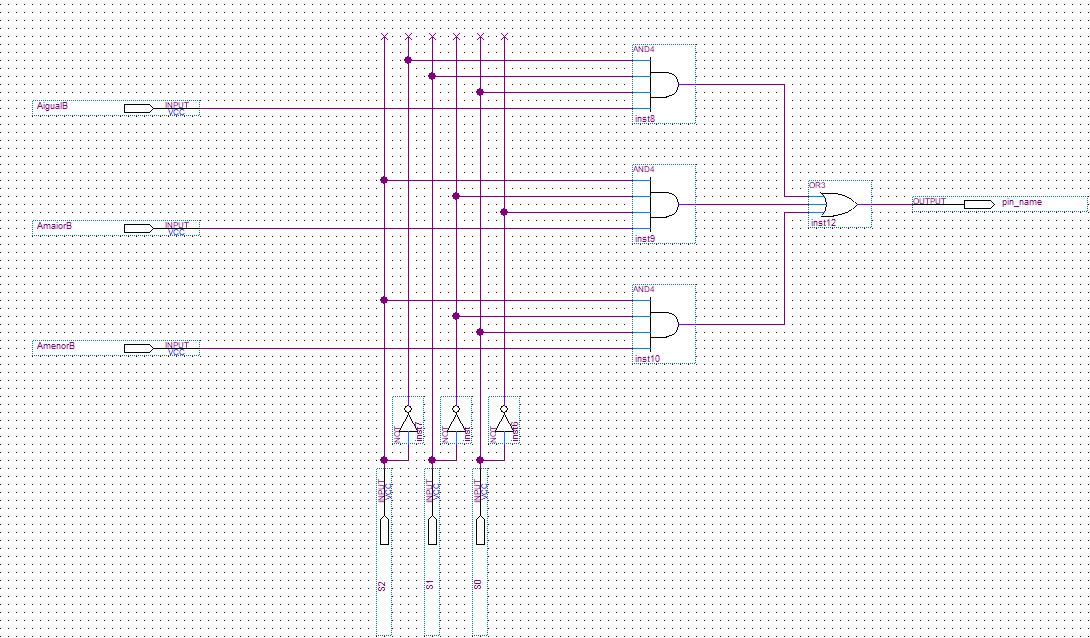 AND4
AigualB
INPUT
VCC
inst8
AND4
OR3
OUTPUT
pin_name
AmaiorB
INPUT
VCC
inst12
inst9
AND4
AmenorB
INPUT
VCC
inst10
NOT
inst7
NOT
inst
NOT
inst6
INPUT
VCC
INPUT
VCC
INPUT
VCC
S2
S1
S0